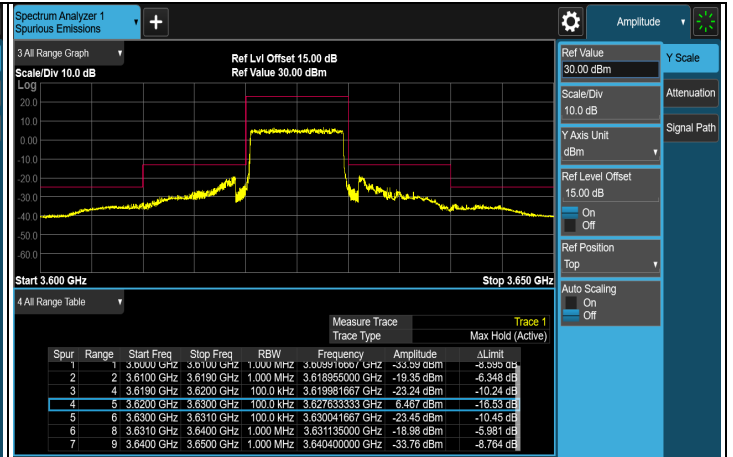 Spectrum Analyzer 1
Spurious Emissions
Amplitude
3 All Range Graph
Ref Lvl Offset 15.00 dB
Scale/Div 10.0 dB
Ref Value 30.00 dBm
Log
20.0
10.0
0.00
-10.0
-20.0
-30.0
-40.0
-50.0
-60.0
Start 3.600 GHz
Stop 3.650 GHz
4 All Range Table
Measure Trace Trace 1
Trace Type Max Hold (Active)
Spur Range Start Freq Stop Freq RBW Frequency Amplitude ΔLimit
1 1 3.6000 GHz 3.6100 GHz 1.000 MHz 3.609916667 GHz -33.59 dBm -8.595 dB
2 2 3.6100 GHz 3.6190 GHz 1.000 MHz 3.618955000 GHz -19.35 dBm -6.348 dB
3 4 3.6190 GHz 3.6200 GHz 100.0 kHz 3.619981667 GHz -23.24 dBm -10.24 dB
4 5 3.6200 GHz 3.6300 GHz 100.0 kHz 3.627633333 GHz 6.467 dBm -16.53 dB
5 6 3.6300 GHz 3.6310 GHz 100.0 kHz 3.630041667 GHz -23.45 dBm -10.45 dB
6 8 3.6310 GHz 3.6400 GHz 1.000 MHz 3.631135000 GHz -18.98 dBm -5.981 dB
7 9 3.6400 GHz 3.6500 GHz 1.000 MHz 3.640400000 GHz -33.76 dBm -8.764 dB
Ref Value
30.00 dBm
Scale/Div
10.0 dB
Y Axis Unit
dBm
Ref Level Offset
15.00 dB
On
Off
Ref Position
Top
Auto Scaling
On
Off
Y Scale
Attenuation
Signal Path